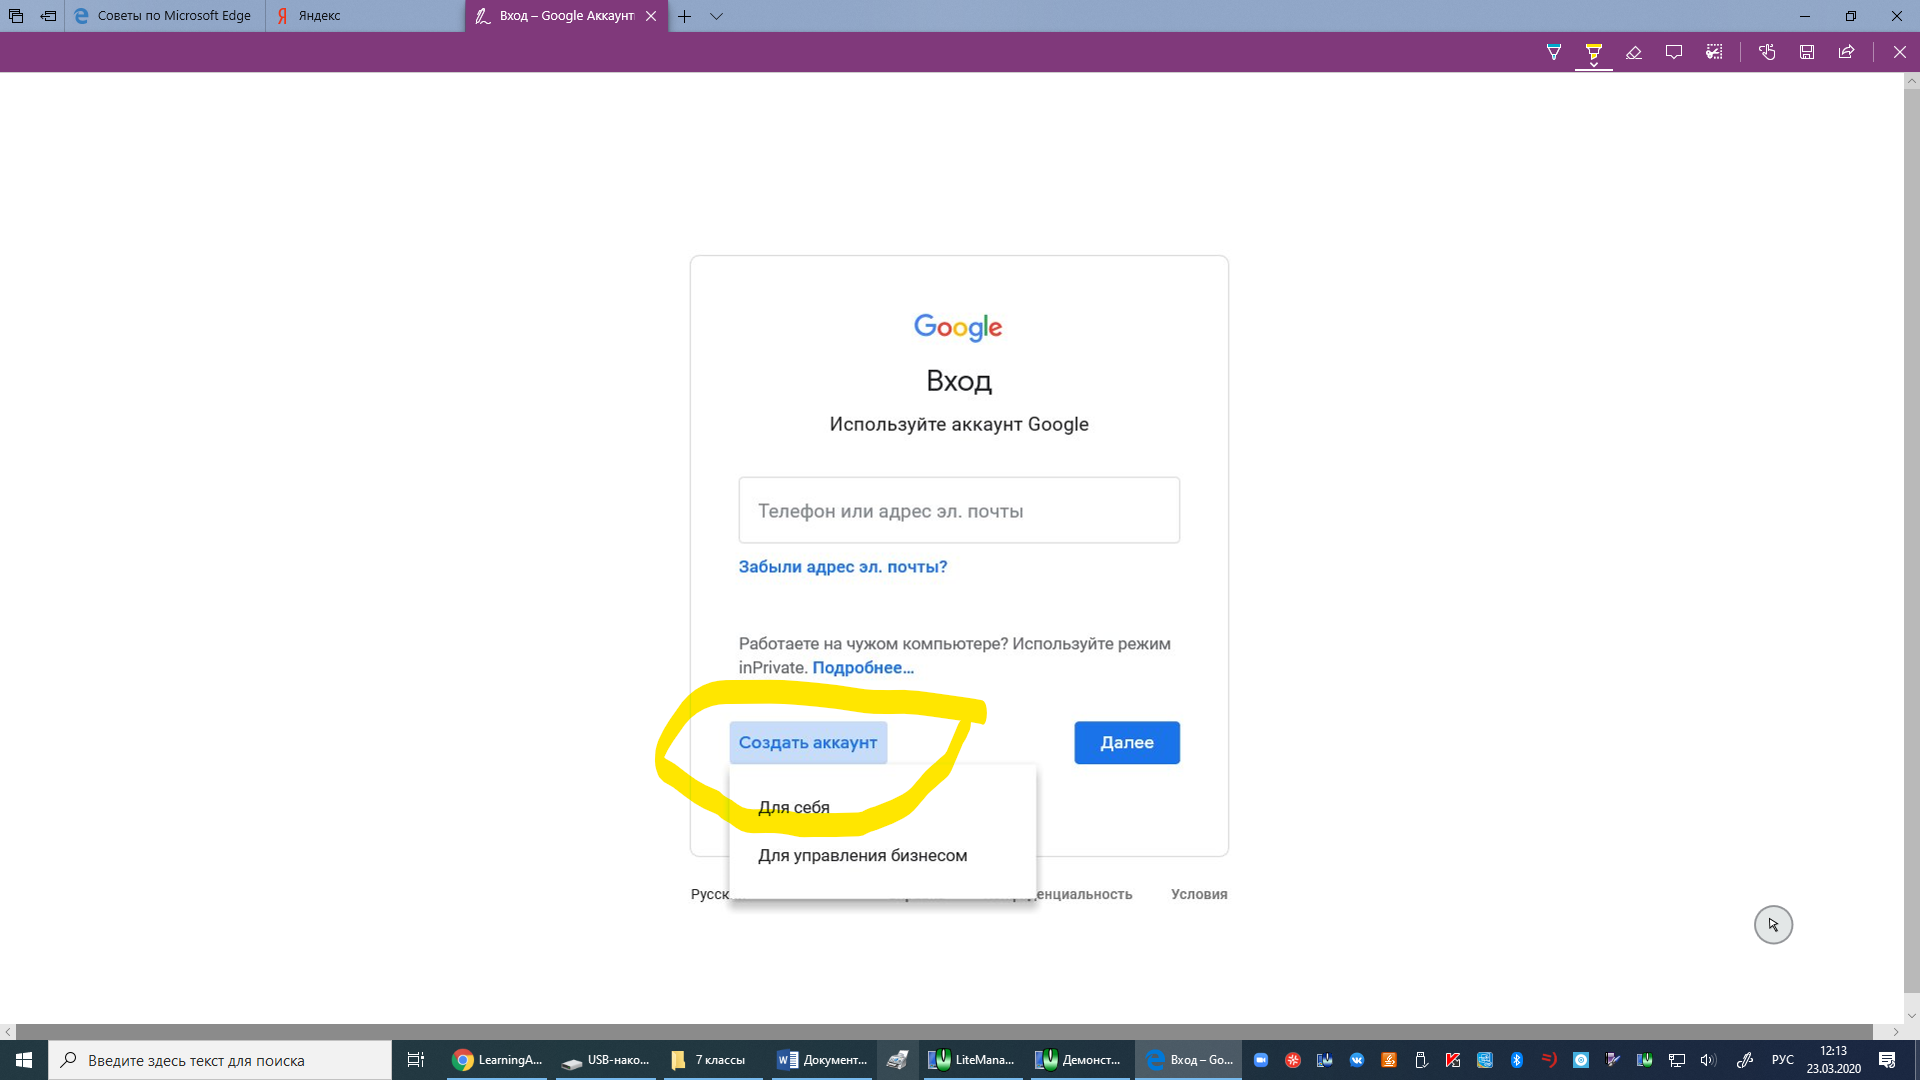 Советы по Microsoft Edge
Яндекс
Вход – Google Аккаунт
Google
Вход
Используйте аккаунт Google
Телефон или адрес эл. почты
Забыли адрес эл. почты?
Работаете на чужом компьютере? Используйте режим
inPrivate. Подробнее...
Создать аккаунт
Далее
Для себя
Для управления бизнесом
Русск
енциальность
Условия
Введите здесь текст для поиска
LearningA...
USB-нако...
7 классы
Документ...
LiteMana...
Демонст...
Вход – Go...
РУС
12:13
23.03.2020